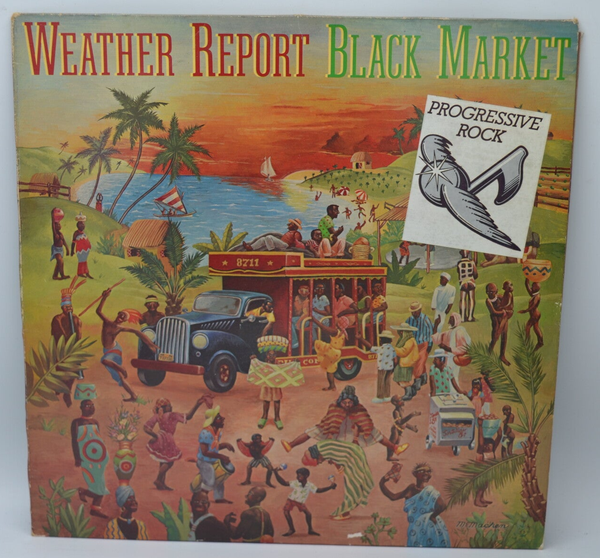 WEATHER REPORT BLACK MARKET
PROGRESSIVE
ROCK
8711